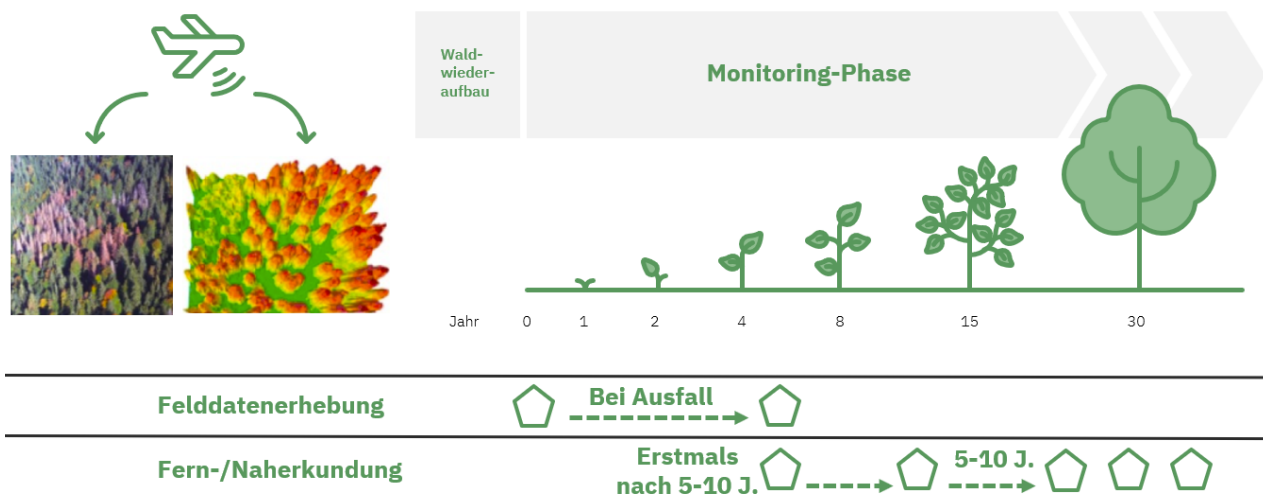 Wald-
wieder-
aufbau
Monitoring-Phase
Jahr 0 1 2 4 8 15 30
Felddatenerhebung
Bei Ausfall
Fern-/Naherkundung
Erstmals
nach 5-10 J.
5-10 J.